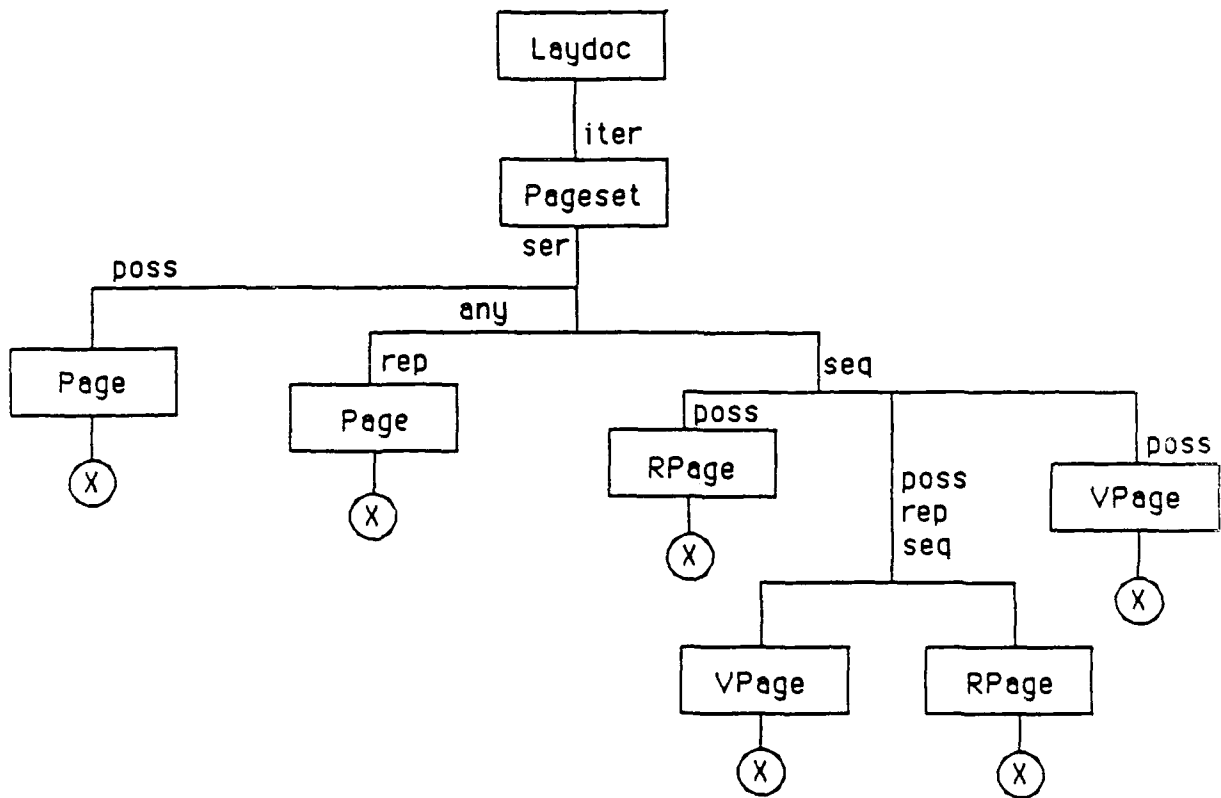 Laydoc
iter
Pageset
ser
poss
any
rep
seq
Page
Page
poss
RPage
poss
VPage
X
X
X
poss
rep
seq
X
VPage
RPage
X
X